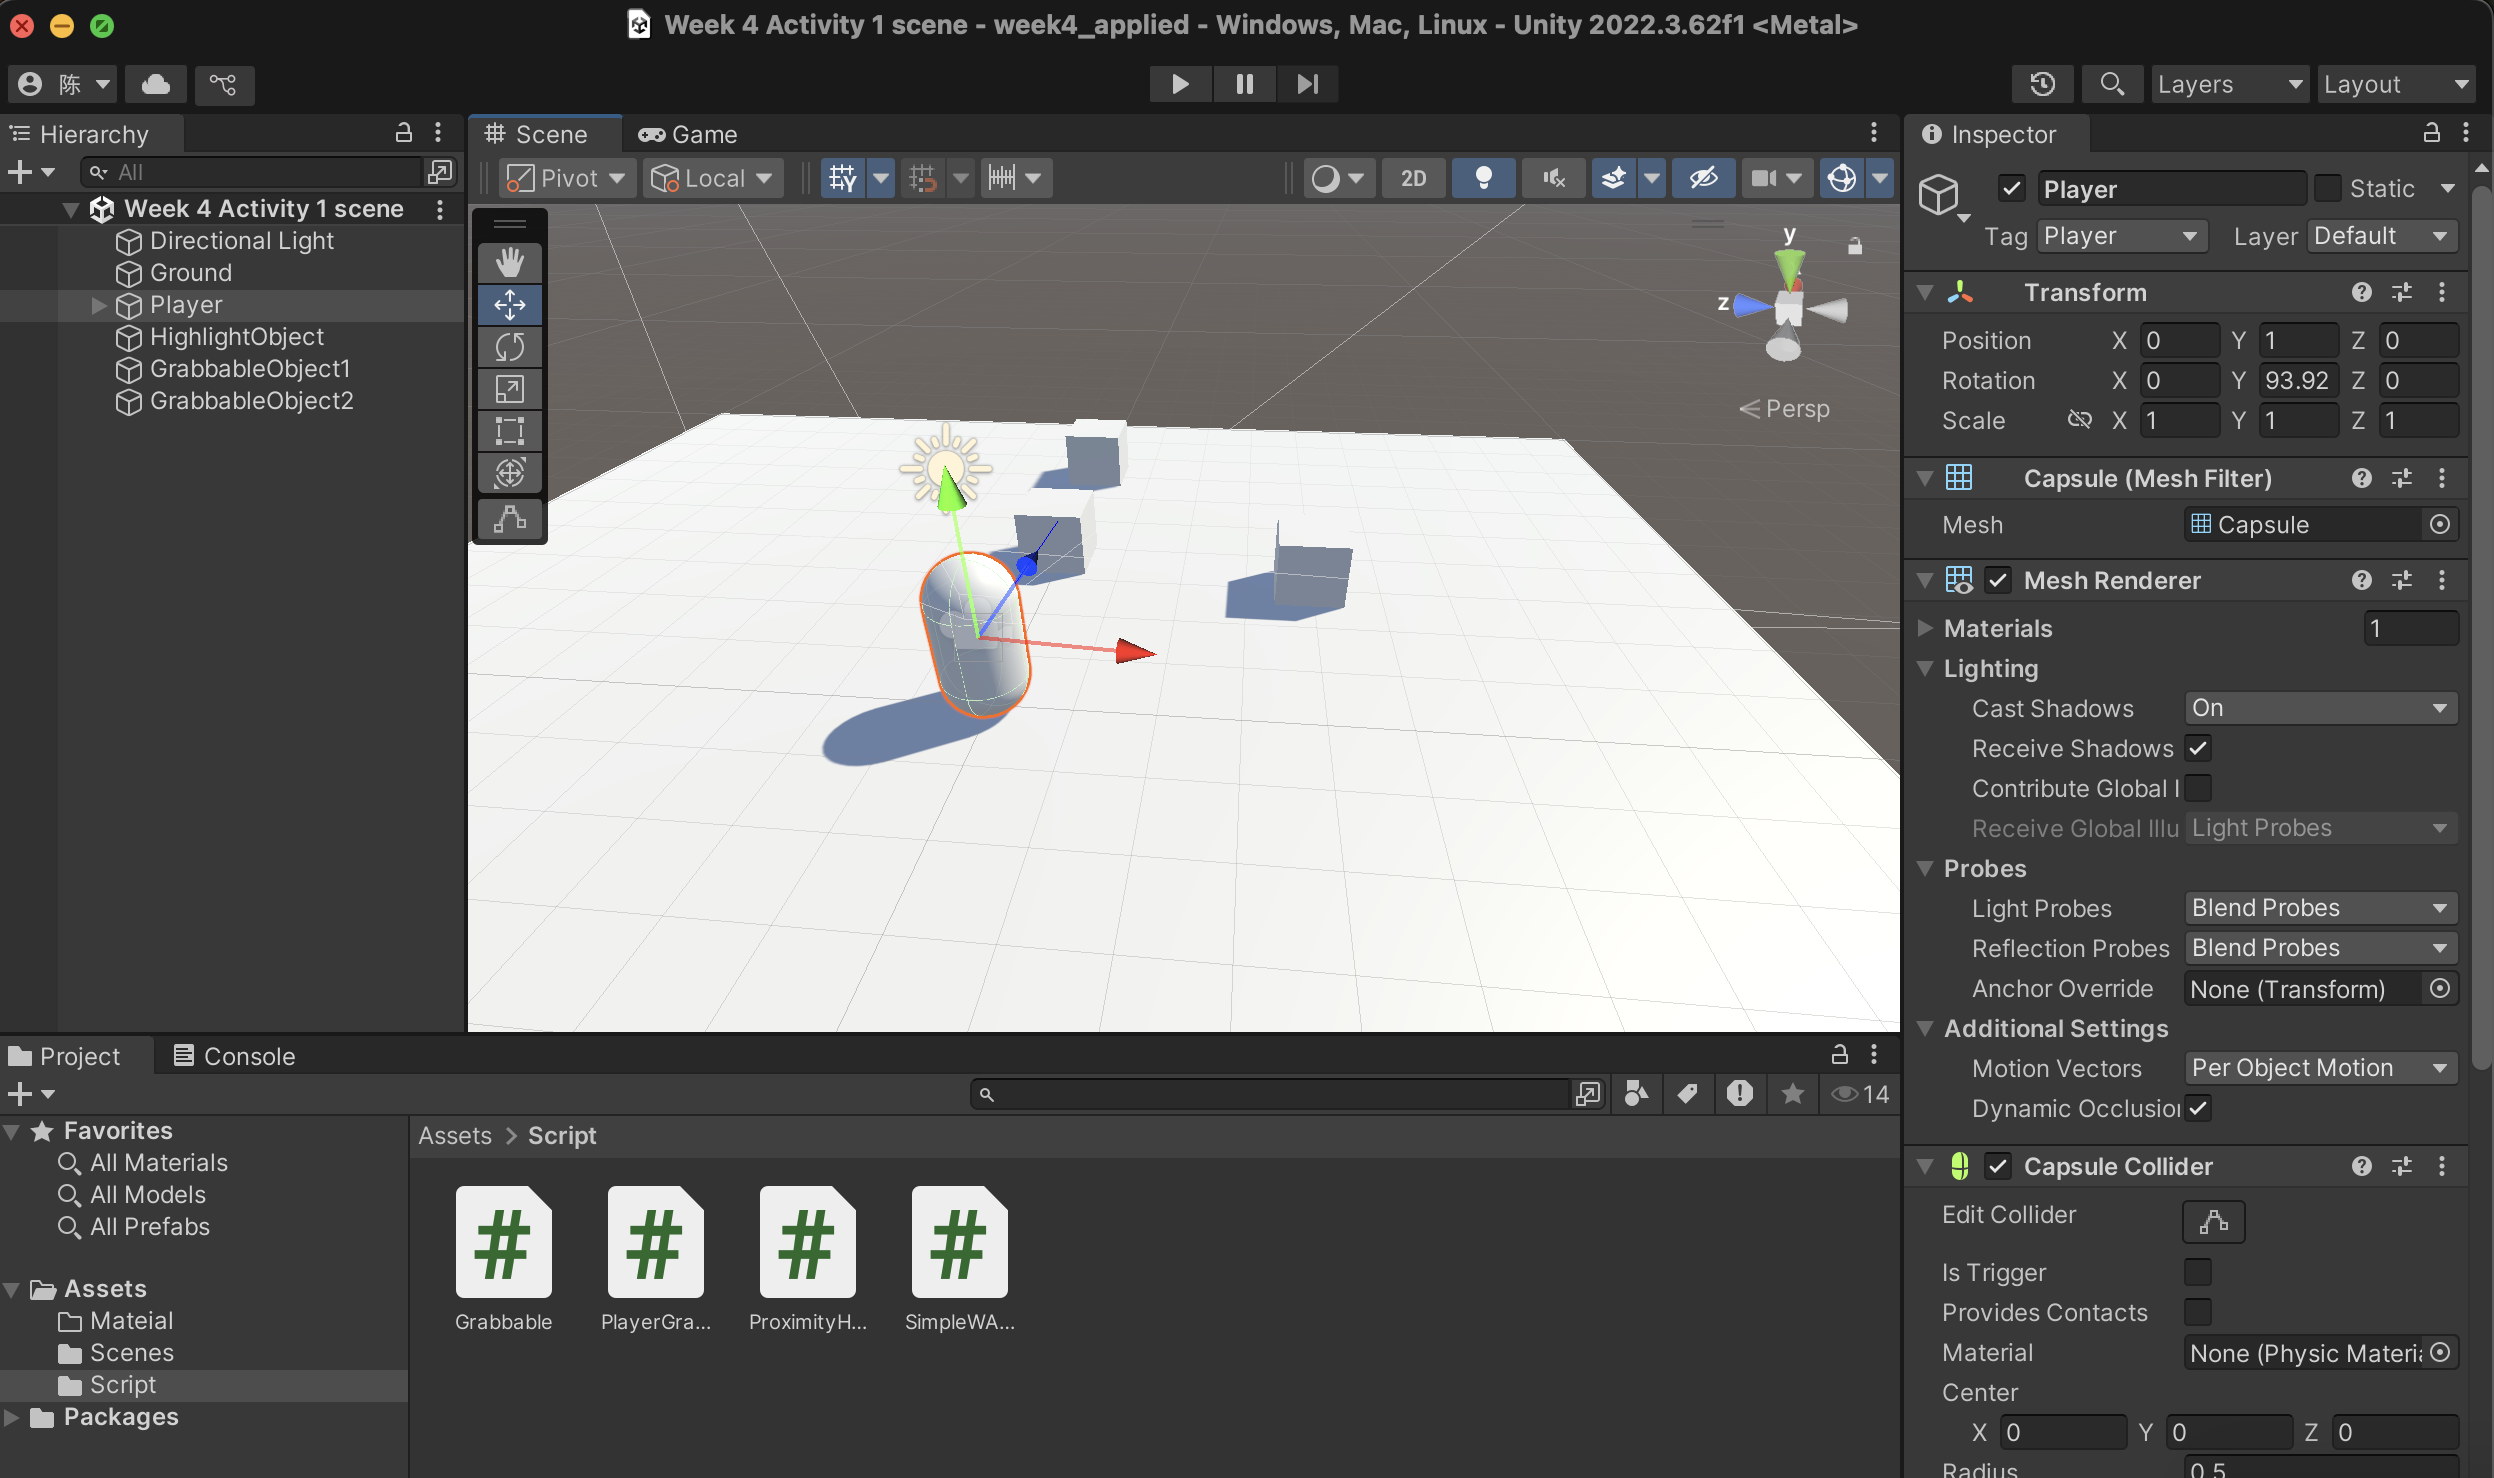 Week 4 Activity 1 scene - week4_applied - Windows, Mac, Linux - Unity 2022.3.62f1 <Metal>
陈
Layers
Layout
Hierarchy
All
Week 4 Activity 1 scene
Directional Light
Ground
Player
HighlightObject
GrabbableObject1
GrabbableObject2
Scene
Game
Pivot
Local
2D
y
z
Persp
Inspector
Player
Static
Tag Player Layer Default
Transform
Position X 0 Y 1 Z 0
Rotation X 0 Y 93.92 Z 0
Scale X 1 Y 1 Z 1
Capsule (Mesh Filter)
Mesh Capsule
Mesh Renderer
Materials 1
Lighting
Cast Shadows On
Receive Shadows
Contribute Global I
Receive Global Illu Light Probes
Probes
Light Probes Blend Probes
Reflection Probes Blend Probes
Anchor Override None (Transform)
Additional Settings
Motion Vectors Per Object Motion
Dynamic Occlusion
Capsule Collider
Edit Collider
Is Trigger
Provides Contacts
Material None (Physic Materia
Center
X 0 Y 0 Z 0
Radius 0.5
Project
Console
14
Favorites
All Materials
All Models
All Prefabs
Assets
Mateial
Scenes
Script
Packages
Assets > Script
Grabbable
PlayerGra...
ProximityH...
SimpleWA...